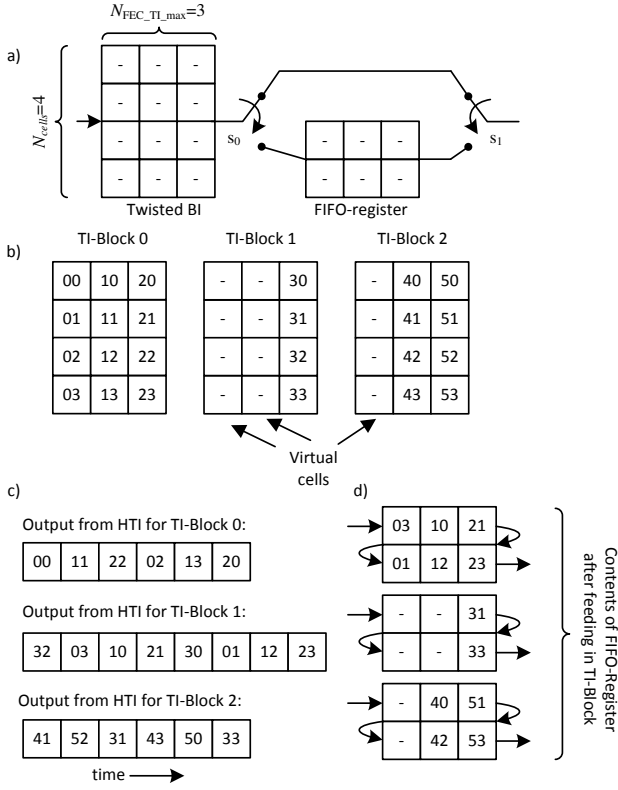 N_FEC_TI_max=3
a)
N_cells=4
- - -
- - -
- - -
- - -
s0
s1
- - -
- - -
Twisted BI
FIFO-register
TI-Block 0
TI-Block 1
TI-Block 2
b)
00 10 20
01 11 21
02 12 22
03 13 23
- - 30
- - 31
- - 32
- - 33
- 40 50
- 41 51
- 42 52
- 43 53
Virtual
cells
c)
Output from HTI for TI-Block 0:
00 11 22 02 13 20
Output from HTI for TI-Block 1:
32 03 10 21 30 01 12 23
Output from HTI for TI-Block 2:
41 52 31 43 50 33
time
d)
03 10 21
01 12 23
- - 31
- - 33
- 40 51
- 42 53
Contents of FIFO-Register
after feeding in TI-Block